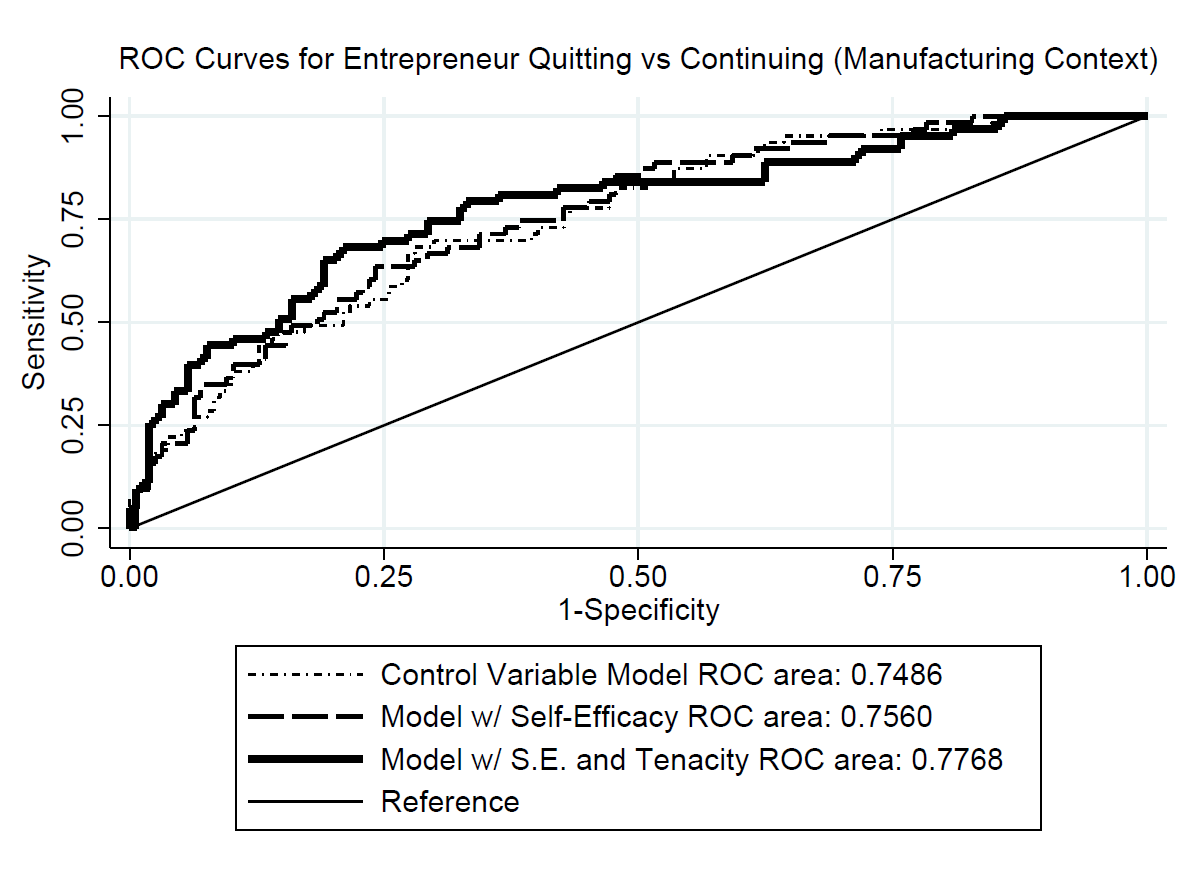 ROC Curves for Entrepreneur Quitting vs Continuing (Manufacturing Context)
Sensitivity
1.00
0.75
0.50
0.25
0.00
0.00 0.25 0.50 0.75 1.00
1-Specificity
Control Variable Model ROC area: 0.7486
Model w/ Self-Efficacy ROC area: 0.7560
Model w/ S.E. and Tenacity ROC area: 0.7768
Reference